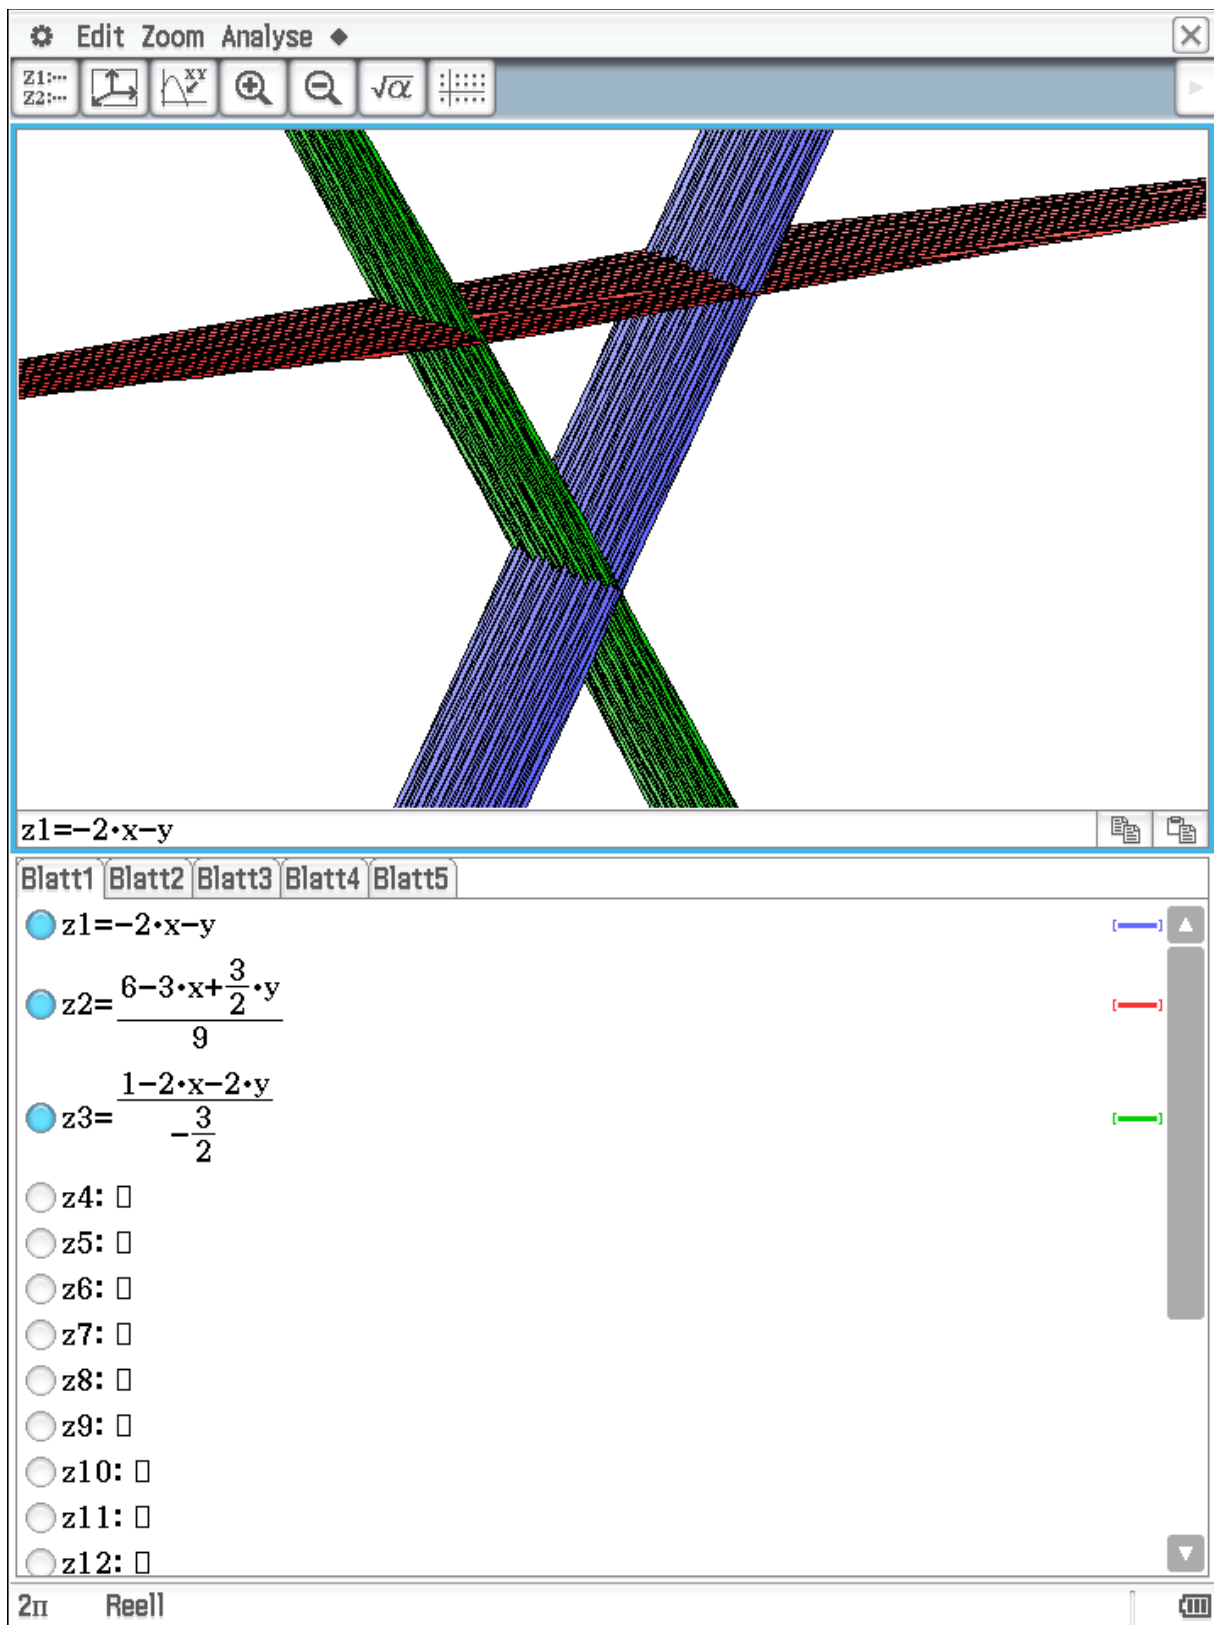 Edit Zoom Analyse
Z1:… XY √α
Z2:…
z1=−2·x−y
Blatt1 Blatt2 Blatt3 Blatt4 Blatt5
z1=−2·x−y
z2=(6−3·x+3/2·y)/9
z3=(1−2·x−2·y)/(−3/2)
z4:
z5:
z6:
z7:
z8:
z9:
z10:
z11:
z12:
2π Reell